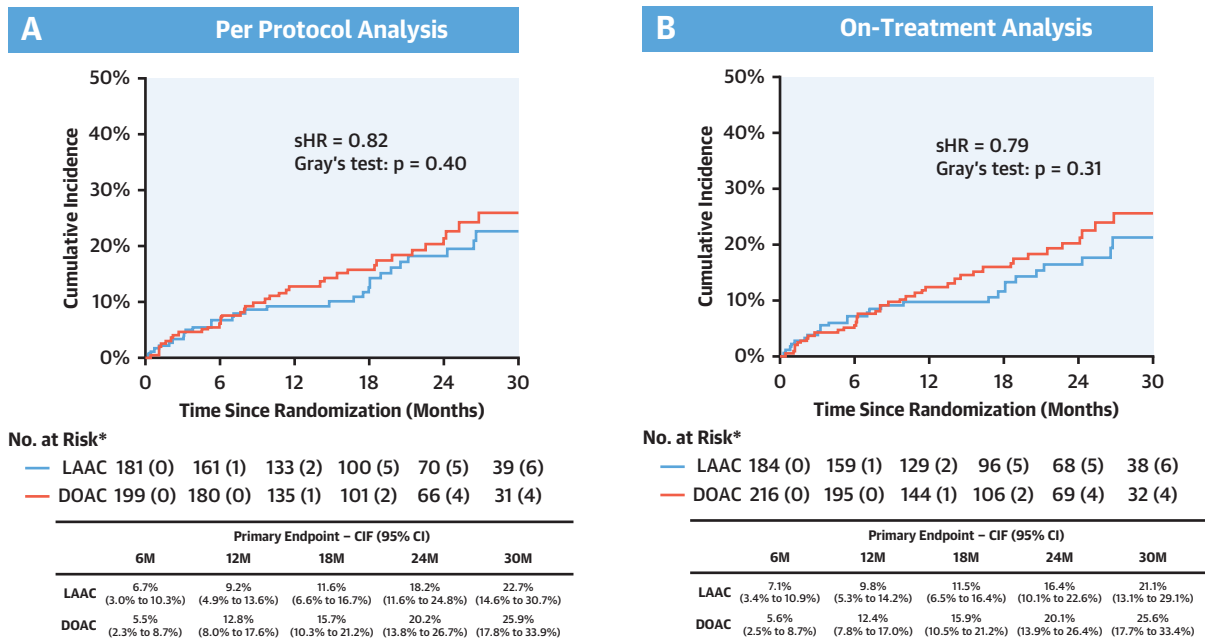 A Per Protocol Analysis
50%
40%
30%
20%
10%
0%
Cumulative Incidence
sHR = 0.82
Gray's test: p = 0.40
0 6 12 18 24 30
Time Since Randomization (Months)
No. at Risk*
LAAC 181 (0) 161 (1) 133 (2) 100 (5) 70 (5) 39 (6)
DOAC 199 (0) 180 (0) 135 (1) 101 (2) 66 (4) 31 (4)
Primary Endpoint – CIF (95% CI)
6M 12M 18M 24M 30M
LAAC 6.7% 9.2% 11.6% 18.2% 22.7%
(3.0% to 10.3%) (4.9% to 13.6%) (6.6% to 16.7%) (11.6% to 24.8%) (14.6% to 30.7%)
DOAC 5.5% 12.8% 15.7% 20.2% 25.9%
(2.3% to 8.7%) (8.0% to 17.6%) (10.3% to 21.2%) (13.8% to 26.7%) (17.8% to 33.9%)
B On-Treatment Analysis
50%
40%
30%
20%
10%
0%
Cumulative Incidence
sHR = 0.79
Gray's test: p = 0.31
0 6 12 18 24 30
Time Since Randomization (Months)
No. at Risk*
LAAC 184 (0) 159 (1) 129 (2) 96 (5) 68 (5) 38 (6)
DOAC 216 (0) 195 (0) 144 (1) 106 (2) 69 (4) 32 (4)
Primary Endpoint – CIF (95% CI)
6M 12M 18M 24M 30M
LAAC 7.1% 9.8% 11.5% 16.4% 21.1%
(3.4% to 10.9%) (5.3% to 14.2%) (6.5% to 16.4%) (10.1% to 22.6%) (13.1% to 29.1%)
DOAC 5.6% 12.4% 15.9% 20.1% 25.6%
(2.5% to 8.7%) (7.8% to 17.0%) (10.5% to 21.2%) (13.9% to 26.4%) (17.7% to 33.4%)